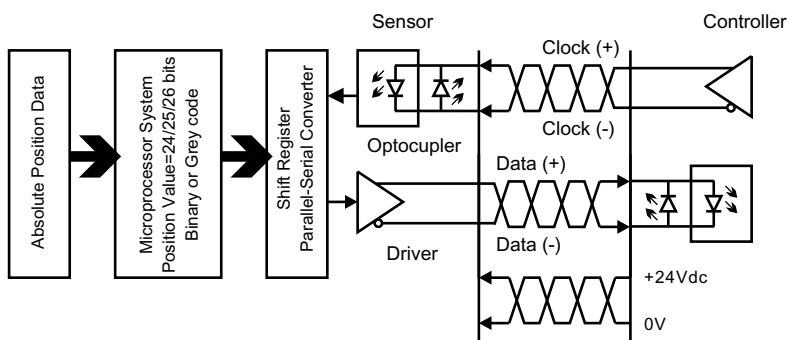 Sensor
Controller
Absolute Position Data
Microprocessor System
Position Value=24/25/26 bits
Binary or Grey code
Shift Register
Parallel-Serial Converter
Clock (+)
Clock (-)
Optocupler
Data (+)
Data (-)
Driver
+24Vdc
0V